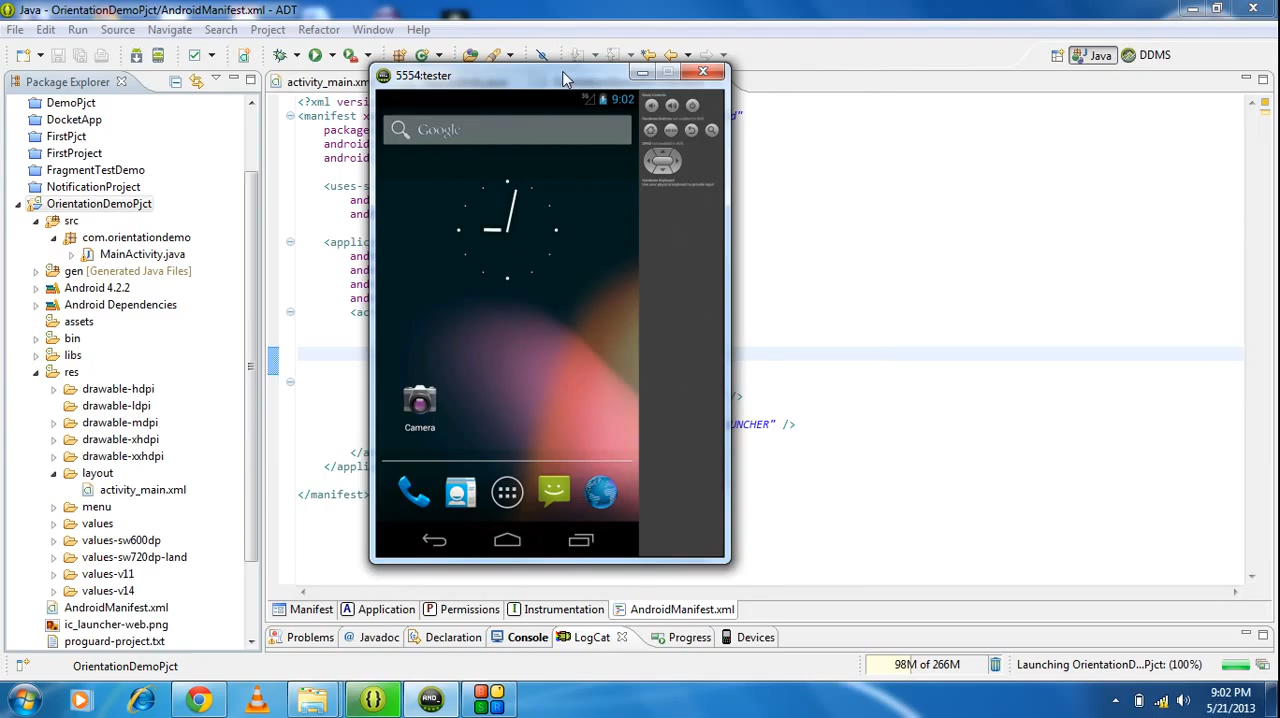 Java - OrientationDemoPjct/AndroidManifest.xml - ADT
File Edit Run Source Navigate Search Project Refactor Window Help
Java DDMS
Package Explorer
DemoPjct
DocketApp
FirstPjct
FirstProject
FragmentTestDemo
NotificationProject
OrientationDemoPjct
src
com.orientationdemo
MainActivity.java
gen [Generated Java Files]
Android 4.2.2
Android Dependencies
assets
bin
libs
res
drawable-hdpi
drawable-ldpi
drawable-mdpi
drawable-xhdpi
drawable-xxhdpi
layout
activity_main.xml
menu
values
values-sw600dp
values-sw720dp-land
values-v11
values-v14
AndroidManifest.xml
ic_launcher-web.png
proguard-project.txt
activity_main.xm
<?xml versi
<manifest x
d"
packag
androi
androi
<uses-s
and
and
<applic
and
and
and
and
<ac
/>
UNCHER" />
</a
</appli
</manifest>
5554:tester
3G 9:02
Google
Camera
Manifest Application Permissions Instrumentation AndroidManifest.xml
Problems Javadoc Declaration Console LogCat Progress Devices
OrientationDemoPjct 98M of 266M Launching OrientationD...Pjct: (100%)
9:02 PM
5/21/2013